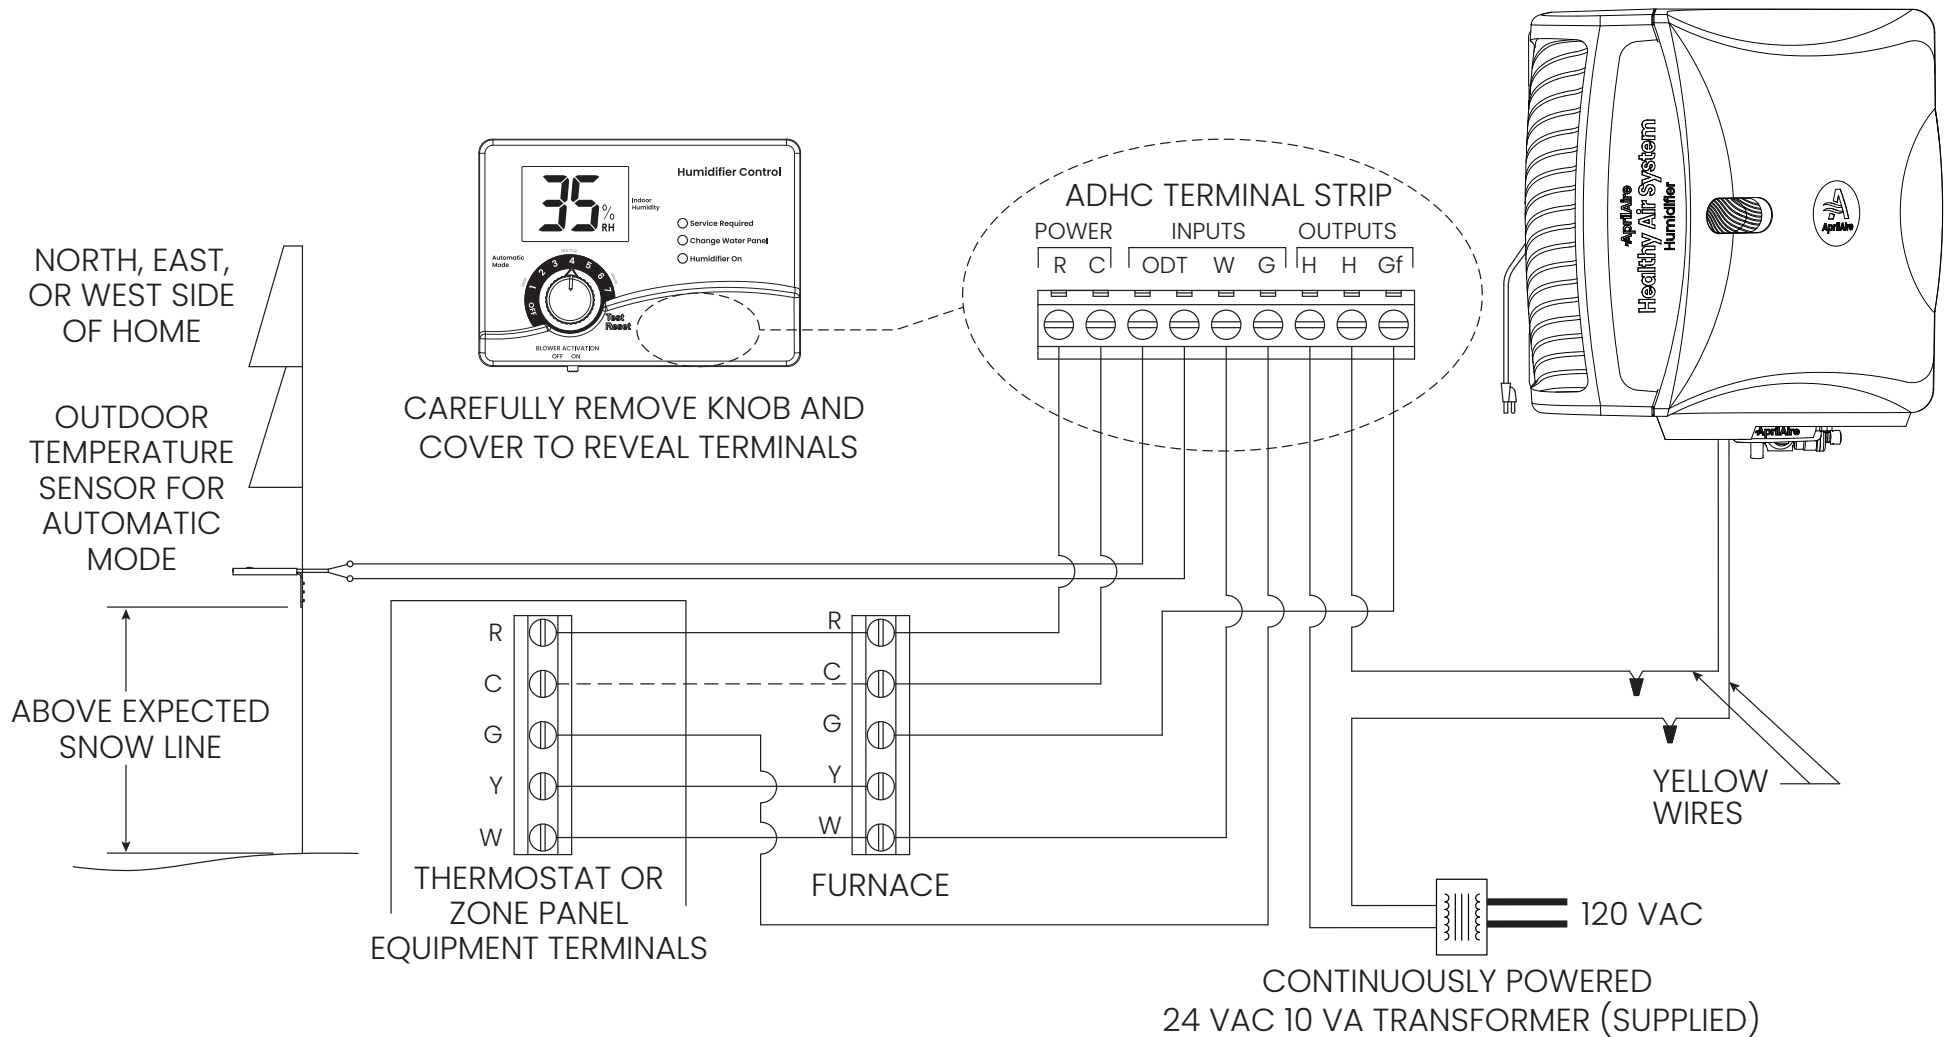 NORTH, EAST,
OR WEST SIDE
OF HOME
OUTDOOR
TEMPERATURE
SENSOR FOR
AUTOMATIC
MODE
ABOVE EXPECTED
SNOW LINE
35
%
RH
Indoor
Humidity
Humidifier Control
Service Required
Change Water Panel
Humidifier On
Automatic
Mode
Normal
OFF 1 2 3 4 5 6 7
Test
Reset
BLOWER ACTIVATION
OFF ON
CAREFULLY REMOVE KNOB AND
COVER TO REVEAL TERMINALS
ADHC TERMINAL STRIP
POWER INPUTS OUTPUTS
R C ODT W G H H Gf
AprilAire
Healthy Air System
Humidifier
A
AprilAire
AprilAire
R
C
G
Y
W
THERMOSTAT OR
ZONE PANEL
EQUIPMENT TERMINALS
R
C
G
Y
W
FURNACE
YELLOW
WIRES
120 VAC
CONTINUOUSLY POWERED
24 VAC 10 VA TRANSFORMER (SUPPLIED)